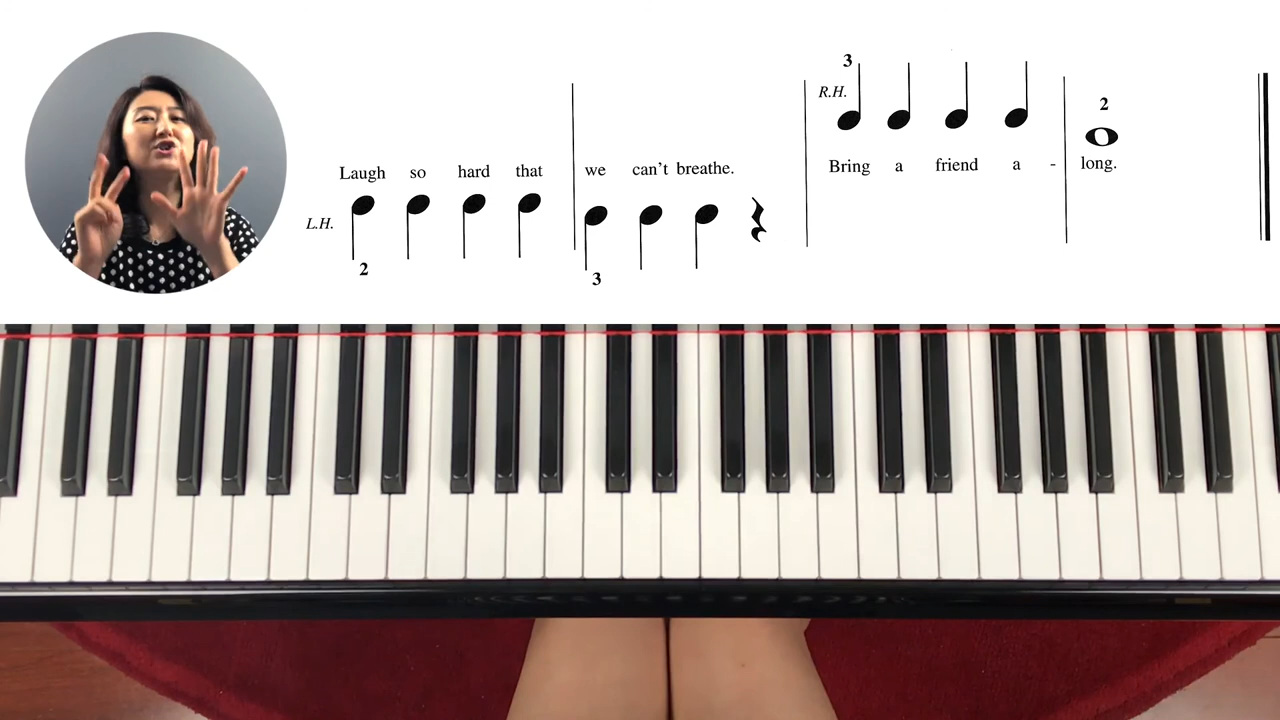 3
R.H.
2
Laugh so hard that we can't breathe. Bring a friend a - long.
L.H.
2
3